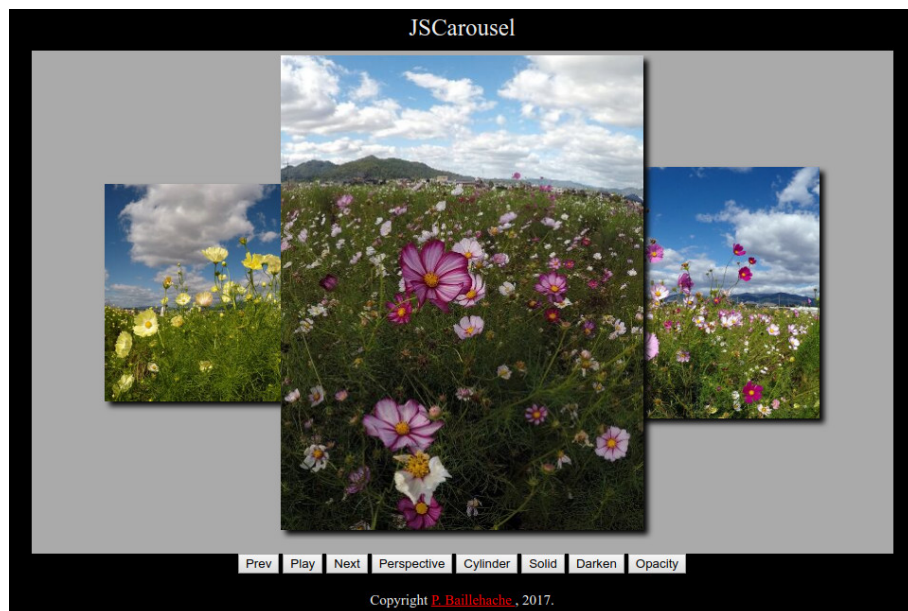 JSCarousel
Prev Play Next Perspective Cylinder Solid Darken Opacity
Copyright P. Baillehache , 2017.